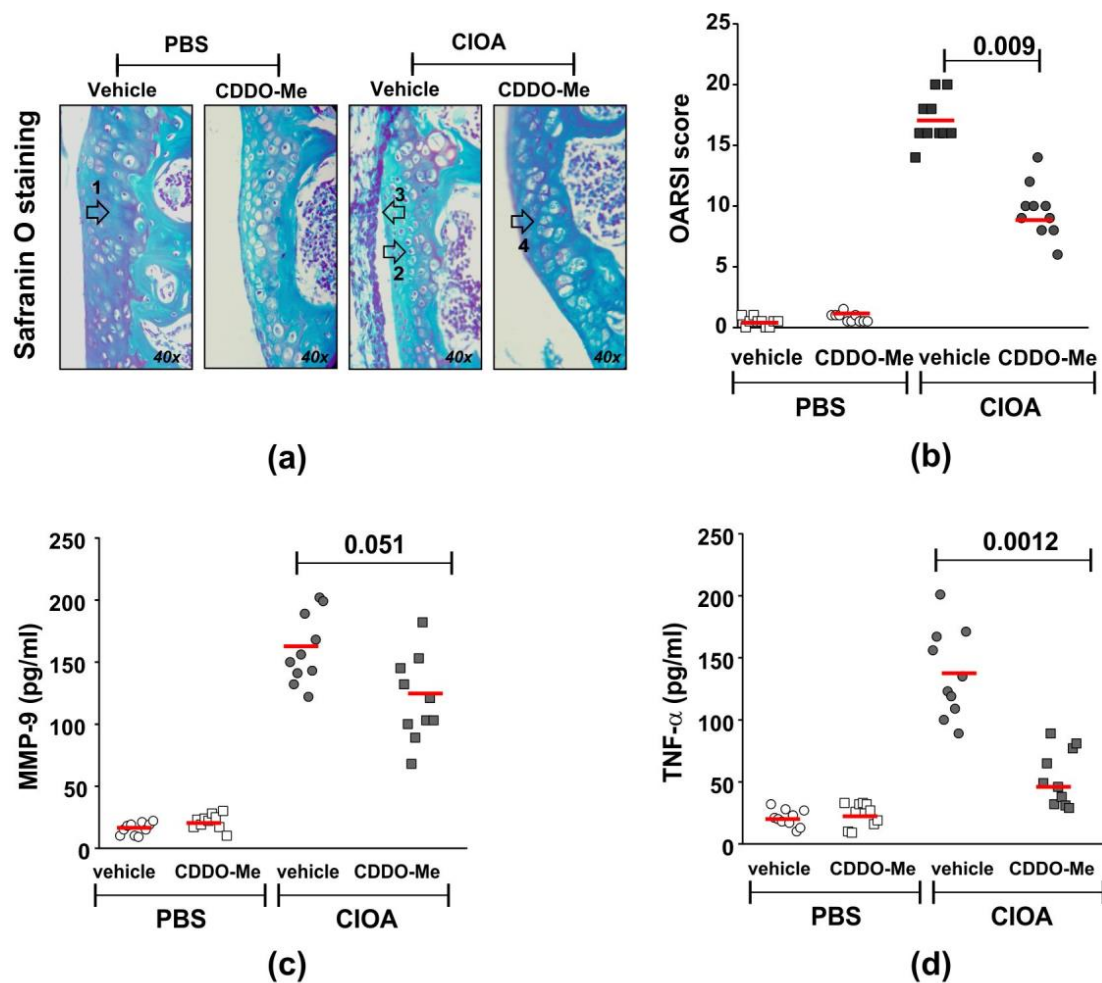 PBS CIOA
Vehicle CDDO-Me Vehicle CDDO-Me
Safranin O staining
1
3
2
4
40x 40x 40x 40x
(a)
OARSI score
25
20
15
10
5
0
0.009
vehicle CDDO-Me vehicle CDDO-Me
PBS CIOA
(b)
MMP-9 (pg/ml)
250
200
150
100
50
0
0.051
vehicle CDDO-Me vehicle CDDO-Me
PBS CIOA
(c)
TNF-α (pg/ml)
250
200
150
100
50
0
0.0012
vehicle CDDO-Me vehicle CDDO-Me
PBS CIOA
(d)